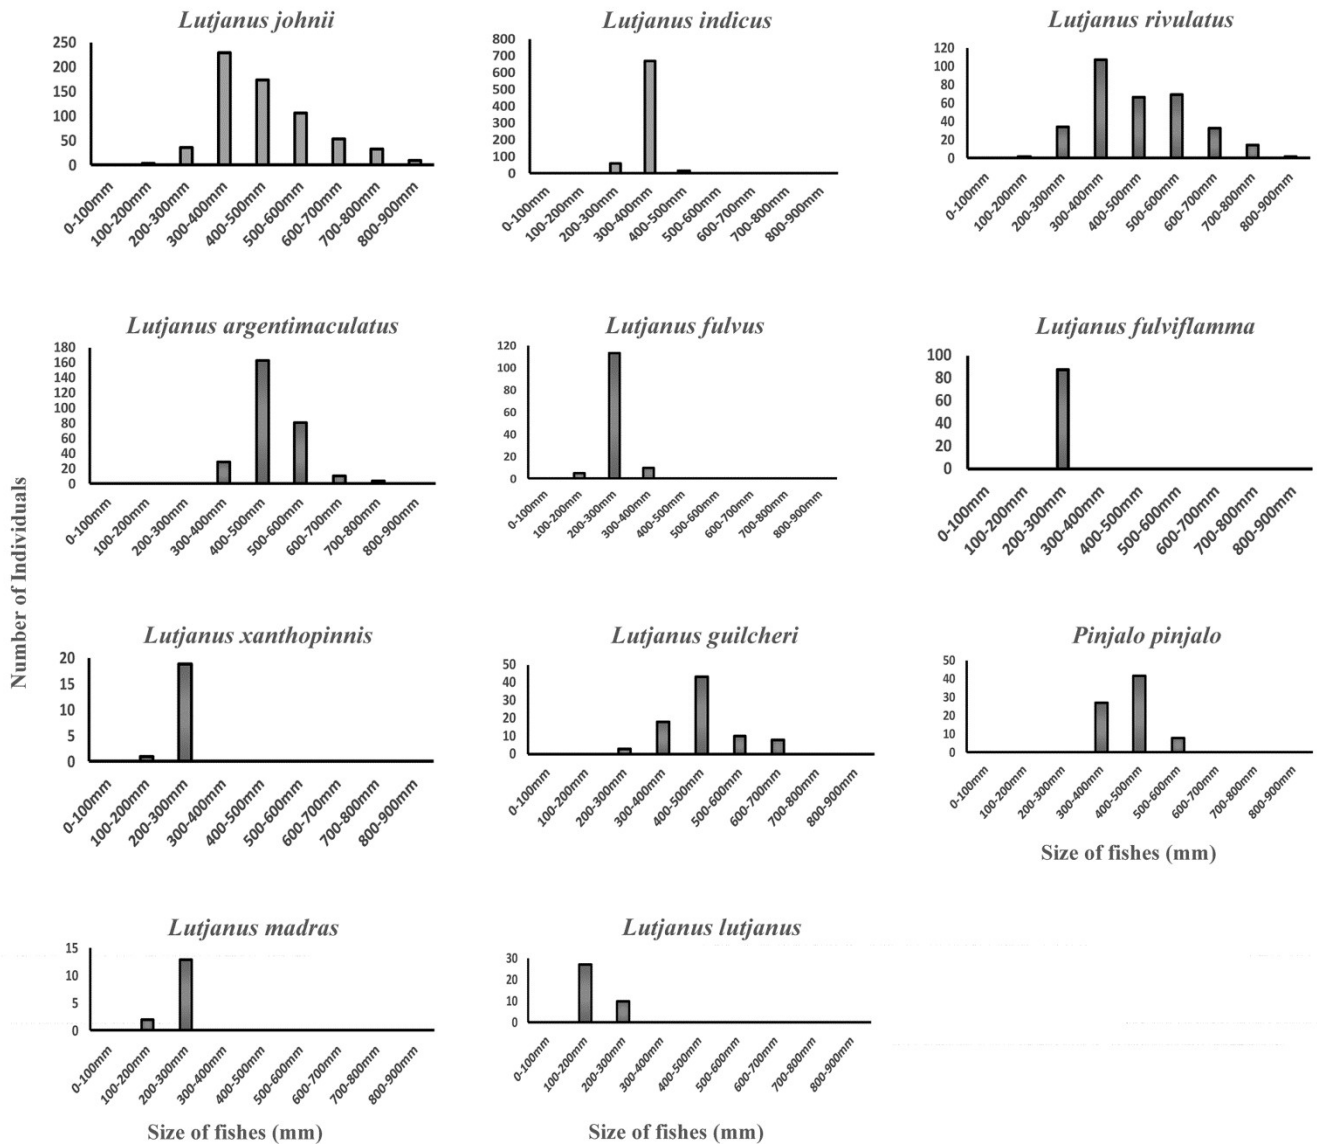 Lutjanus johnii
250
200
150
100
50
0
0-100mm
100-200mm
200-300mm
300-400mm
400-500mm
500-600mm
600-700mm
700-800mm
800-900mm
Lutjanus indicus
800
700
600
500
400
300
200
100
0
0-100mm
100-200mm
200-300mm
300-400mm
400-500mm
500-600mm
600-700mm
700-800mm
800-900mm
Lutjanus rivulatus
120
100
80
60
40
20
0
0-100mm
100-200mm
200-300mm
300-400mm
400-500mm
500-600mm
600-700mm
700-800mm
800-900mm
Number of Individuals
Lutjanus argentimaculatus
180
160
140
120
100
80
60
40
20
0
0-100mm
100-200mm
200-300mm
300-400mm
400-500mm
500-600mm
600-700mm
700-800mm
800-900mm
Lutjanus fulvus
120
100
80
60
40
20
0
0-100mm
100-200mm
200-300mm
300-400mm
400-500mm
500-600mm
600-700mm
700-800mm
800-900mm
Lutjanus fulviflamma
100
80
60
40
20
0
0-100mm
100-200mm
200-300mm
300-400mm
400-500mm
500-600mm
600-700mm
700-800mm
800-900mm
Lutjanus xanthopinnis
20
15
10
5
0
0-100mm
100-200mm
200-300mm
300-400mm
400-500mm
500-600mm
600-700mm
700-800mm
800-900mm
Lutjanus guilcheri
50
40
30
20
10
0
0-100mm
100-200mm
200-300mm
300-400mm
400-500mm
500-600mm
600-700mm
700-800mm
800-900mm
Pinjalo pinjalo
50
40
30
20
10
0
0-100mm
100-200mm
200-300mm
300-400mm
400-500mm
500-600mm
600-700mm
700-800mm
800-900mm
Size of fishes (mm)
Lutjanus madras
15
10
5
0
0-100mm
100-200mm
200-300mm
300-400mm
400-500mm
500-600mm
600-700mm
700-800mm
800-900mm
Size of fishes (mm)
Lutjanus lutjanus
30
20
10
0
0-100mm
100-200mm
200-300mm
300-400mm
400-500mm
500-600mm
600-700mm
700-800mm
800-900mm
Size of fishes (mm)